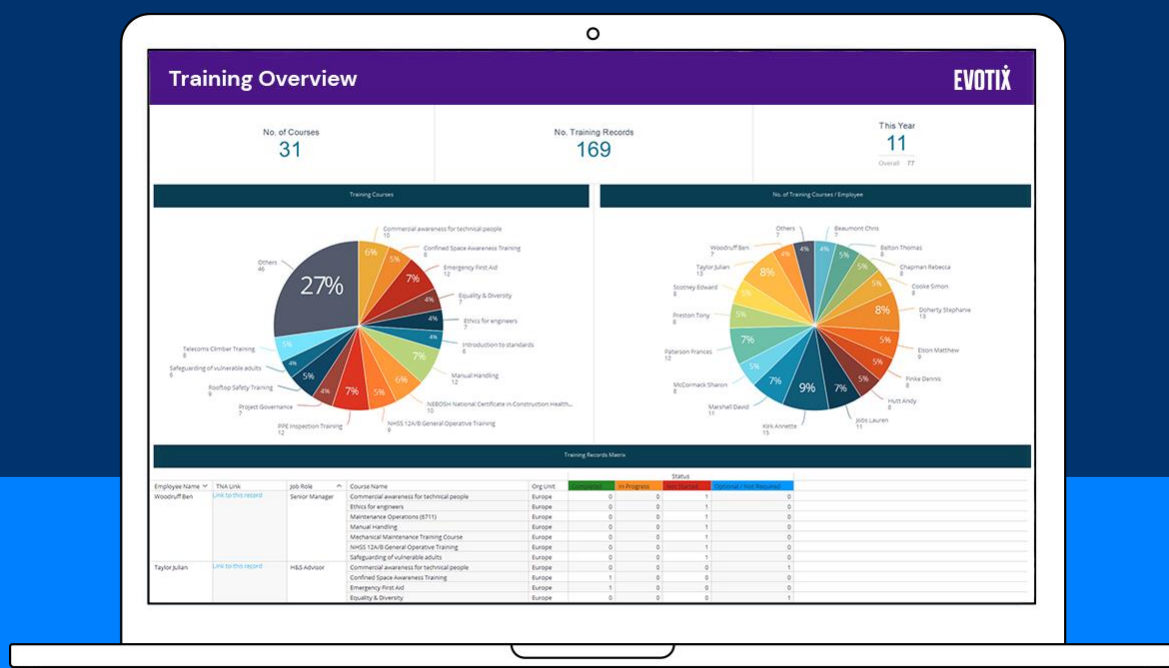 Training Overview
EVOTIX
No. of Courses
31
No. Training Records
169
This Year
11
Overall 77
Training Courses
No. of Training Courses / Employee
Commercial awareness for technical people
10
Confined Space Awareness Training
8
Emergency First Aid
12
Equality & Diversity
7
Ethics for engineers
7
Introduction to standards
6
Manual Handling
12
NEBOSH National Certificate in Construction Health...
10
NHSS 12A/B General Operative Training
9
PPE Inspection Training
12
Project Governance
7
Rooftop Safety Training
9
Safeguarding of vulnerable adults
6
Telecoms Climber Training
8
Others
46
6%
5%
7%
4%
4%
4%
7%
6%
5%
7%
4%
5%
4%
5%
27%
Beaumont Chris
7
Belton Thomas
8
Chapman Rebecca
8
Cooke Simon
8
Doherty Stephanie
13
Elton Matthew
9
Finke Dennis
8
Hutt Andy
8
Jobs Lauren
11
Kirk Annette
15
Marshall David
11
McCormack Sharon
8
Paterson Frances
12
Preston Tony
8
Scotney Edward
8
Taylor Julian
13
Woodruff Ben
7
Others
7
4%
5%
5%
5%
8%
5%
5%
5%
7%
9%
7%
5%
7%
5%
5%
8%
4%
4%
Training Records Matrix
Status
Employee Name TNA Link Job Role Course Name Org Unit Completed In Progress Not Started Optional / Not Required
Woodruff Ben Link to this record Senior Manager Commercial awareness for technical people Europe 0 0 1 0
Ethics for engineers Europe 0 0 1 0
Maintenance Operations (6711) Europe 0 0 1 0
Manual Handling Europe 0 0 1 0
Mechanical Maintenance Training Course Europe 0 0 1 0
NHSS 12A/B General Operative Training Europe 0 0 1 0
Safeguarding of vulnerable adults Europe 0 0 1 0
Taylor Julian Link to this record H&S Advisor Commercial awareness for technical people Europe 0 0 0 1
Confined Space Awareness Training Europe 1 0 0 0
Emergency First Aid Europe 1 0 0 0
Equality & Diversity Europe 0 0 0 1